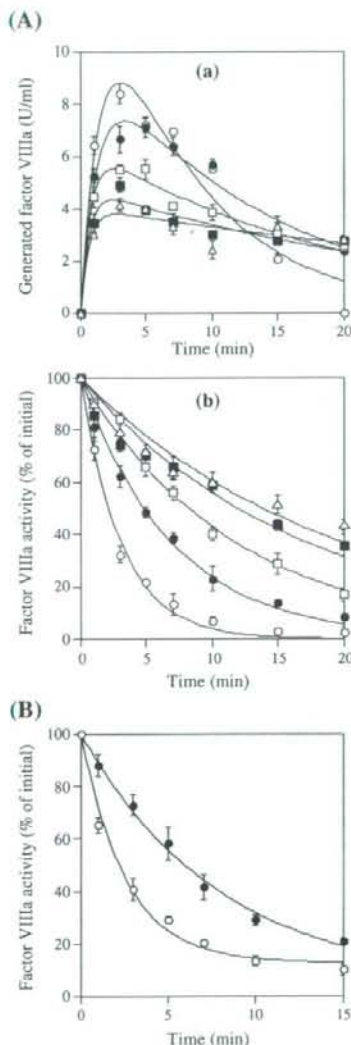 (A)
(a)
Generated factor VIIIa (U/ml)
10
8
6
4
2
0
0 5 10 15 20
Time (min)
(b)
Factor VIIIa activity (% of initial)
100
80
60
40
20
0
0 5 10 15 20
Time (min)
(B)
Factor VIIIa activity (% of initial)
100
80
60
40
20
0
0 5 10 15
Time (min)